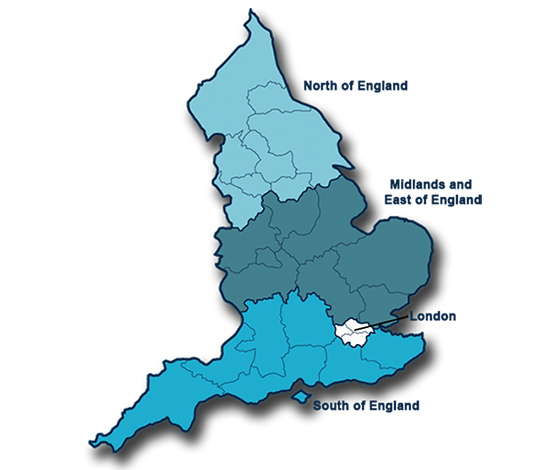 North of England
Midlands and
East of England
London
South of England